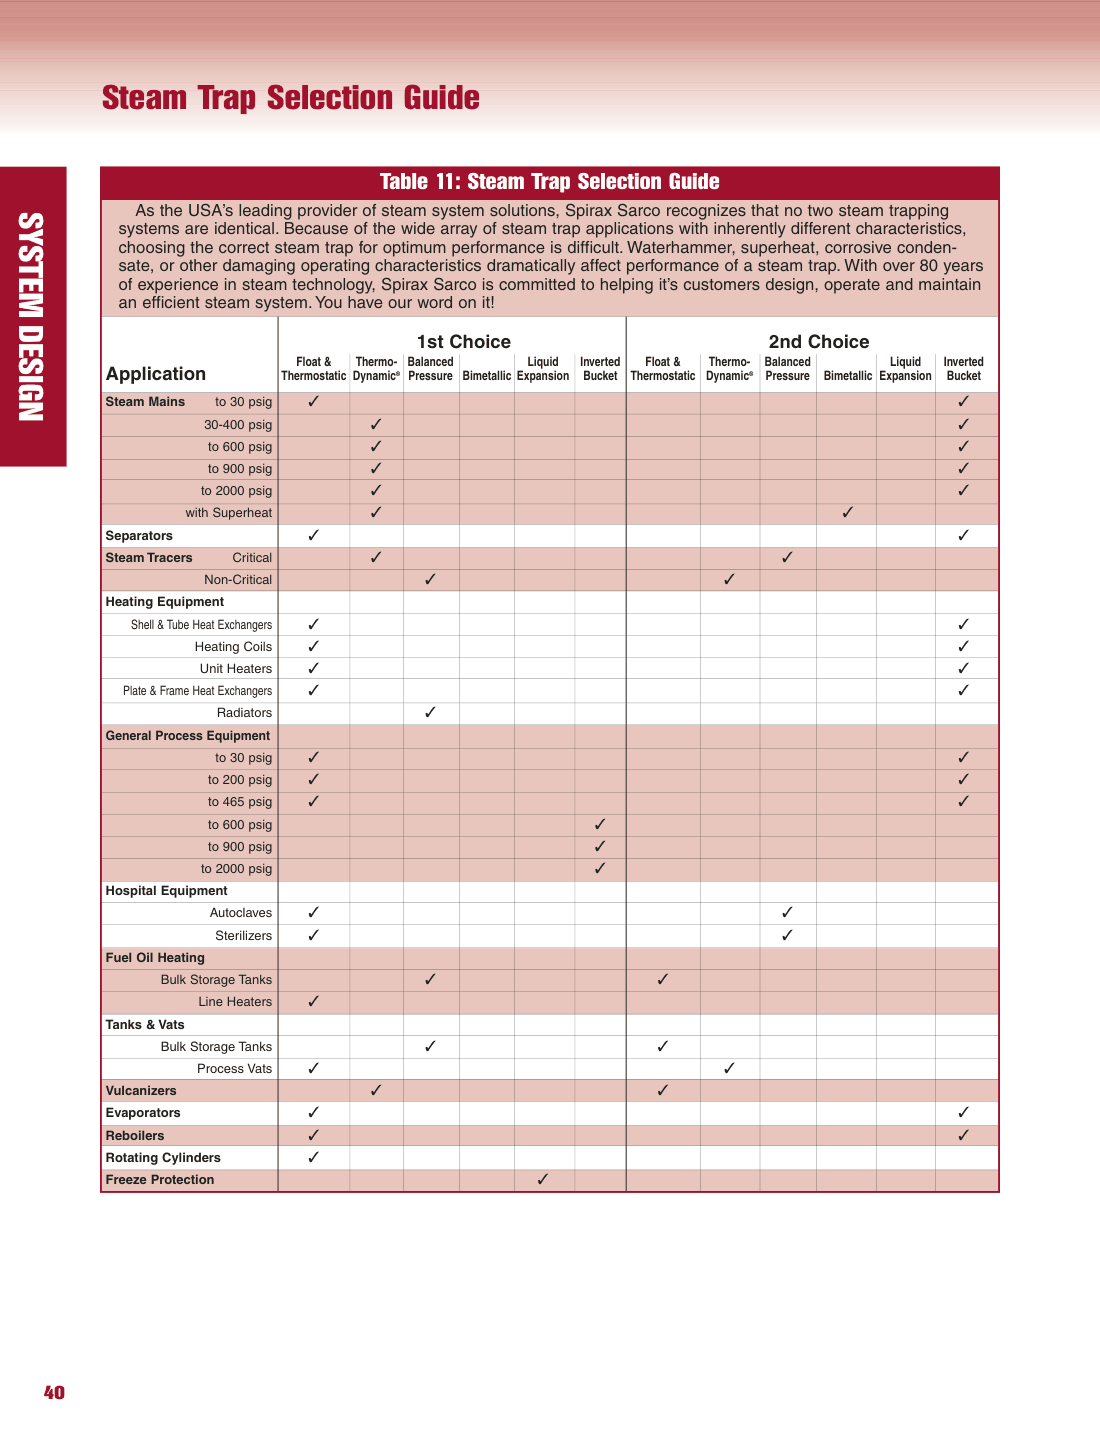 Steam Trap Selection Guide
SYSTEM DESIGN
Table 11: Steam Trap Selection Guide
As the USA's leading provider of steam system solutions, Spirax Sarco recognizes that no two steam trapping
systems are identical. Because of the wide array of steam trap applications with inherently different characteristics,
choosing the correct steam trap for optimum performance is difficult. Waterhammer, superheat, corrosive conden-
sate, or other damaging operating characteristics dramatically affect performance of a steam trap. With over 80 years
of experience in steam technology, Spirax Sarco is committed to helping it's customers design, operate and maintain
an efficient steam system. You have our word on it!
1st Choice 2nd Choice
Float & Thermo- Balanced Liquid Inverted Float & Thermo- Balanced Liquid Inverted
Application Thermostatic Dynamic® Pressure Bimetallic Expansion Bucket Thermostatic Dynamic® Pressure Bimetallic Expansion Bucket
Steam Mains to 30 psig ✓ ✓
30-400 psig ✓ ✓
to 600 psig ✓ ✓
to 900 psig ✓ ✓
to 2000 psig ✓ ✓
with Superheat ✓ ✓
Separators ✓ ✓
Steam Tracers Critical ✓ ✓
Non-Critical ✓ ✓
Heating Equipment
Shell & Tube Heat Exchangers ✓ ✓
Heating Coils ✓ ✓
Unit Heaters ✓ ✓
Plate & Frame Heat Exchangers ✓ ✓
Radiators ✓
General Process Equipment
to 30 psig ✓ ✓
to 200 psig ✓ ✓
to 465 psig ✓ ✓
to 600 psig ✓
to 900 psig ✓
to 2000 psig ✓
Hospital Equipment
Autoclaves ✓ ✓
Sterilizers ✓ ✓
Fuel Oil Heating
Bulk Storage Tanks ✓ ✓
Line Heaters ✓
Tanks & Vats
Bulk Storage Tanks ✓ ✓
Process Vats ✓ ✓
Vulcanizers ✓ ✓
Evaporators ✓ ✓
Reboilers ✓ ✓
Rotating Cylinders ✓
Freeze Protection ✓
40